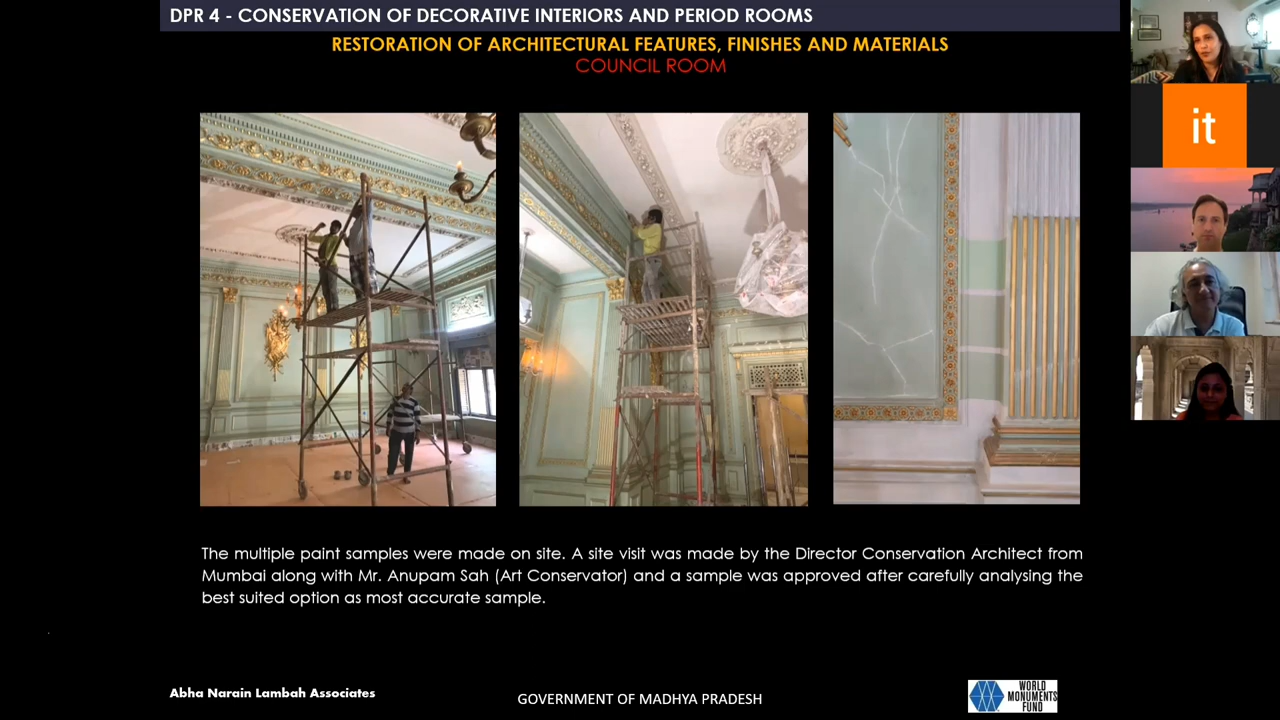 DPR 4 - CONSERVATION OF DECORATIVE INTERIORS AND PERIOD ROOMS
RESTORATION OF ARCHITECTURAL FEATURES, FINISHES AND MATERIALS
COUNCIL ROOM
it
The multiple paint samples were made on site. A site visit was made by the Director Conservation Architect from
Mumbai along with Mr. Anupam Sah (Art Conservator) and a sample was approved after carefully analysing the
best suited option as most accurate sample.
Abha Narain Lambah Associates
GOVERNMENT OF MADHYA PRADESH
WORLD
MONUMENTS
FUND